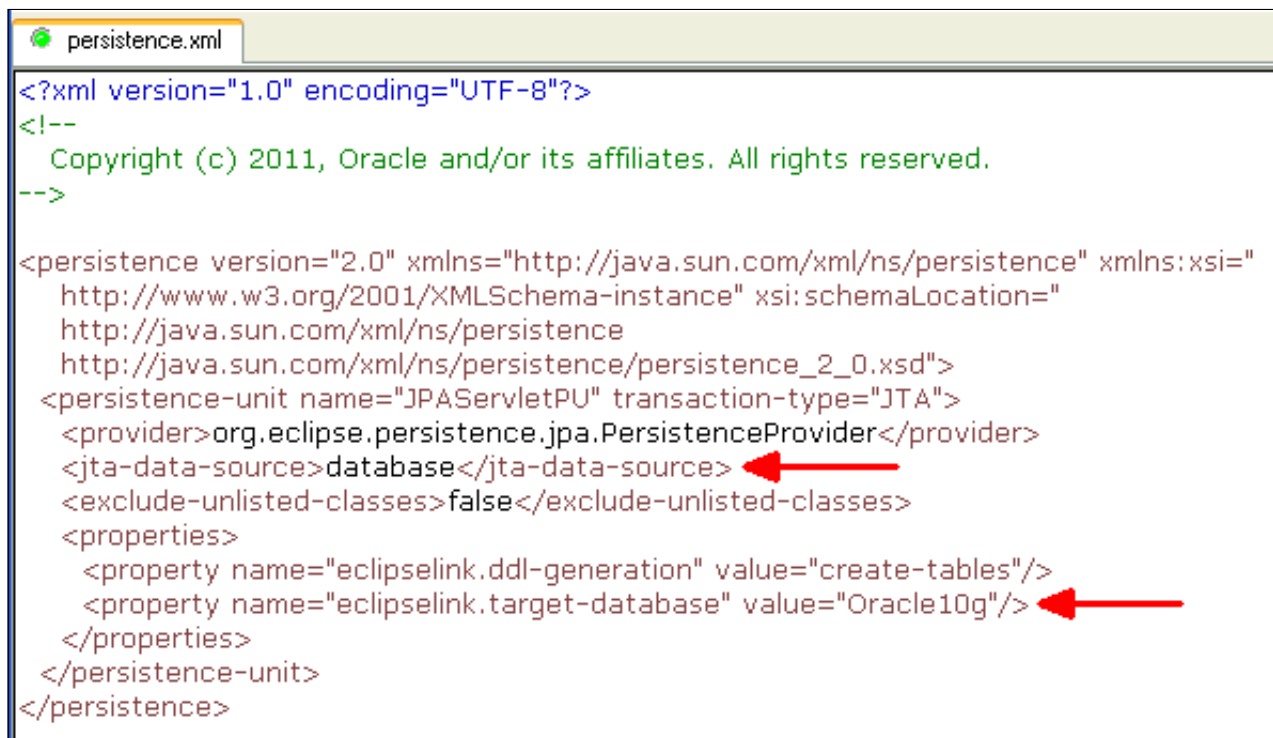 persistence.xml
<?xml version="1.0" encoding="UTF-8"?>
<!--
  Copyright (c) 2011, Oracle and/or its affiliates. All rights reserved.
-->
<persistence version="2.0" xmlns="http://java.sun.com/xml/ns/persistence" xmlns:xsi="
  http://www.w3.org/2001/XMLSchema-instance" xsi:schemaLocation="
  http://java.sun.com/xml/ns/persistence
  http://java.sun.com/xml/ns/persistence/persistence_2_0.xsd">
 <persistence-unit name="JPAServletPU" transaction-type="JTA">
  <provider>org.eclipse.persistence.jpa.PersistenceProvider</provider>
  <jta-data-source>database</jta-data-source>
  <exclude-unlisted-classes>false</exclude-unlisted-classes>
  <properties>
   <property name="eclipselink.ddl-generation" value="create-tables"/>
   <property name="eclipselink.target-database" value="Oracle10g"/>
  </properties>
 </persistence-unit>
</persistence>